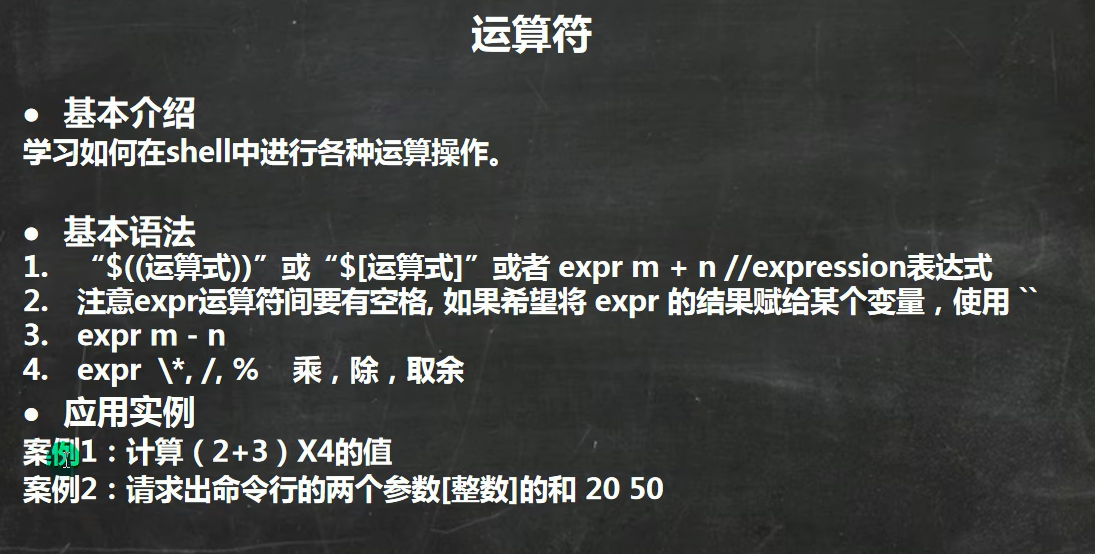 运算符
● 基本介绍
学习如何在shell中进行各种运算操作。
● 基本语法
1. “$((运算式))”或“$[运算式]”或者 expr m + n //expression表达式
2. 注意expr运算符间要有空格, 如果希望将 expr 的结果赋给某个变量，使用 ``
3. expr m - n
4. expr \*, /, % 乘，除，取余
● 应用实例
案例1：计算（2+3）X4的值
案例2：请求出命令行的两个参数[整数]的和 20 50